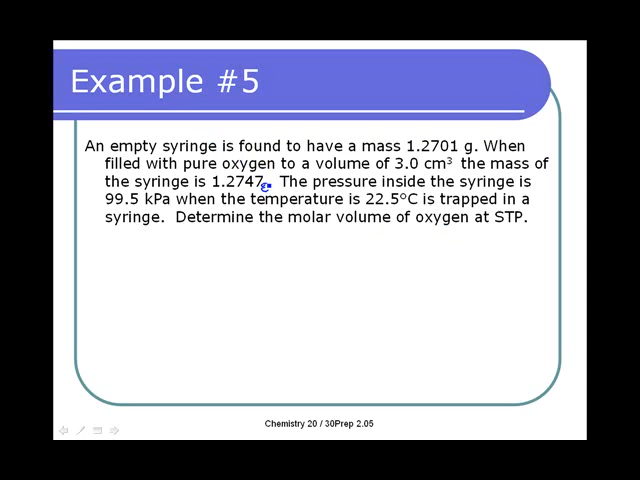 Example #5
An empty syringe is found to have a mass 1.2701 g. When
filled with pure oxygen to a volume of 3.0 cm³ the mass of
the syringe is 1.2747 The pressure inside the syringe is
99.5 kPa when the temperature is 22.5°C is trapped in a
syringe. Determine the molar volume of oxygen at STP.
Chemistry 20 / 30Prep 2.05